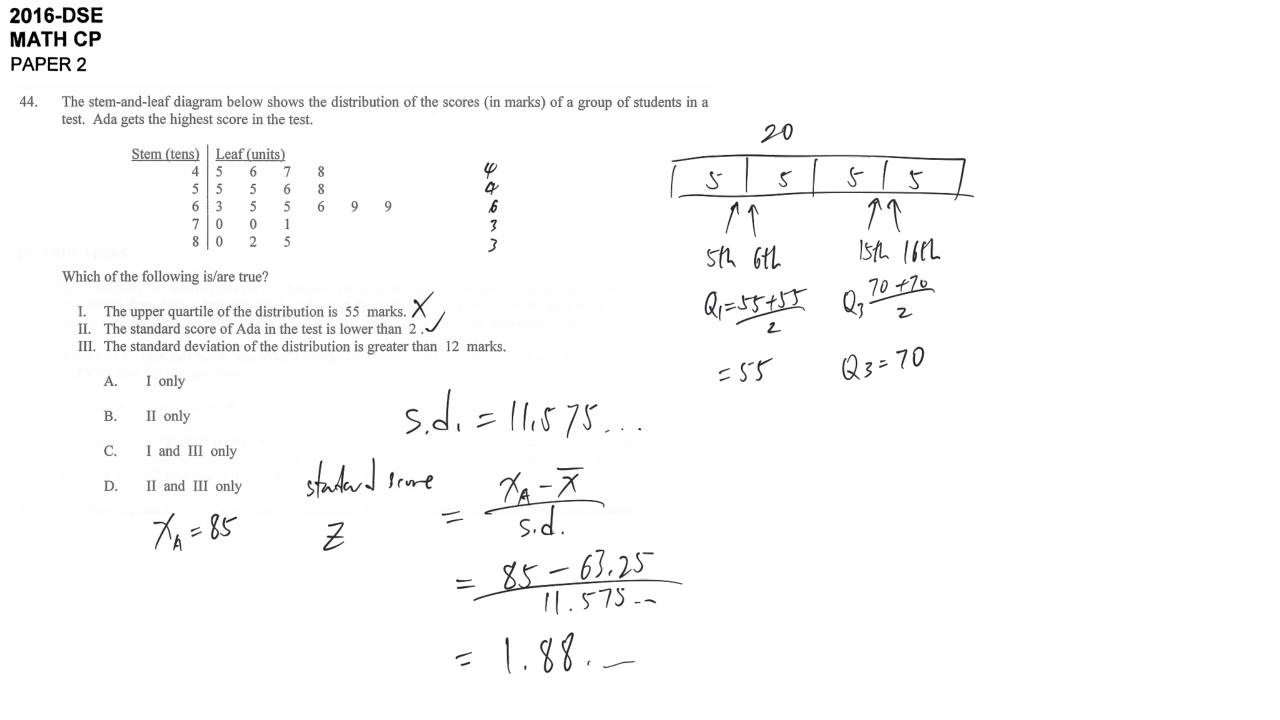 2016-DSE
MATH CP
PAPER 2
44. The stem-and-leaf diagram below shows the distribution of the scores (in marks) of a group of students in a
test. Ada gets the highest score in the test.
Stem (tens) | Leaf (units)
4 | 5 6 7 8 4
5 | 5 5 6 8 4
6 | 3 5 5 6 9 9 6
7 | 0 0 1 3
8 | 0 2 5 3
Which of the following is/are true?
I. The upper quartile of the distribution is 55 marks. X
II. The standard score of Ada in the test is lower than 2 . ✓
III. The standard deviation of the distribution is greater than 12 marks.
A. I only
B. II only
C. I and III only
D. II and III only
20
5 | 5 | 5 | 5
5th 6th 15th 16th
Q1 = 55+55 / 2 Q3 70+70 / 2
= 55 Q3 = 70
s.d. = 11.575...
standard score = xA - x̄ / s.d.
xA = 85 Z
= 85 - 63.25 / 11.575--
= 1.88.—